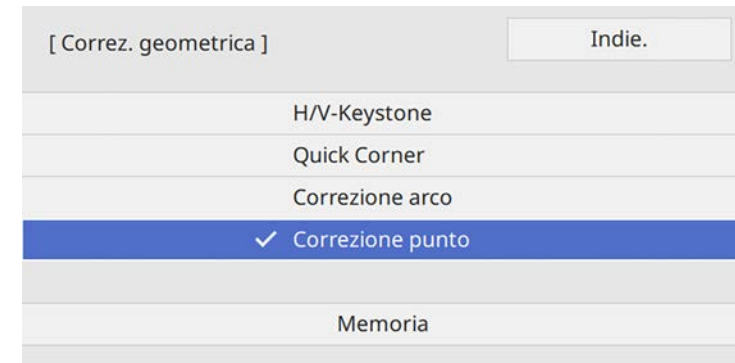 [ Correz. geometrica ]
Indie.
H/V-Keystone
Quick Corner
Correzione arco
Correzione punto
Memoria